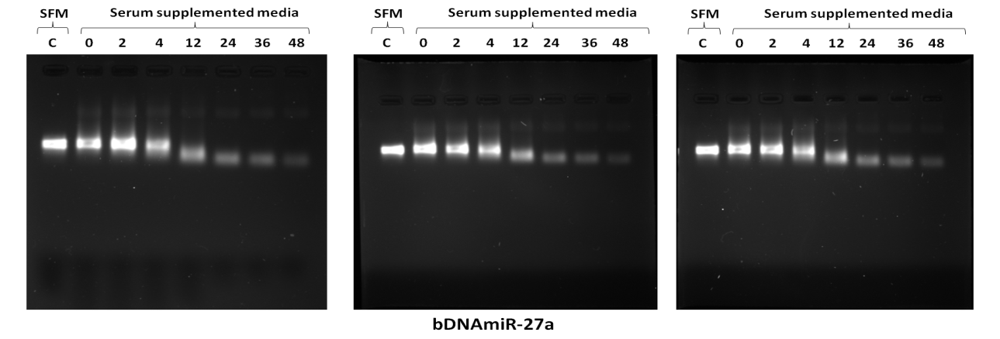 SFM Serum supplemented media
C 0 2 4 12 24 36 48
SFM Serum supplemented media
C 0 2 4 12 24 36 48
SFM Serum supplemented media
C 0 2 4 12 24 36 48
bDNAmiR-27a